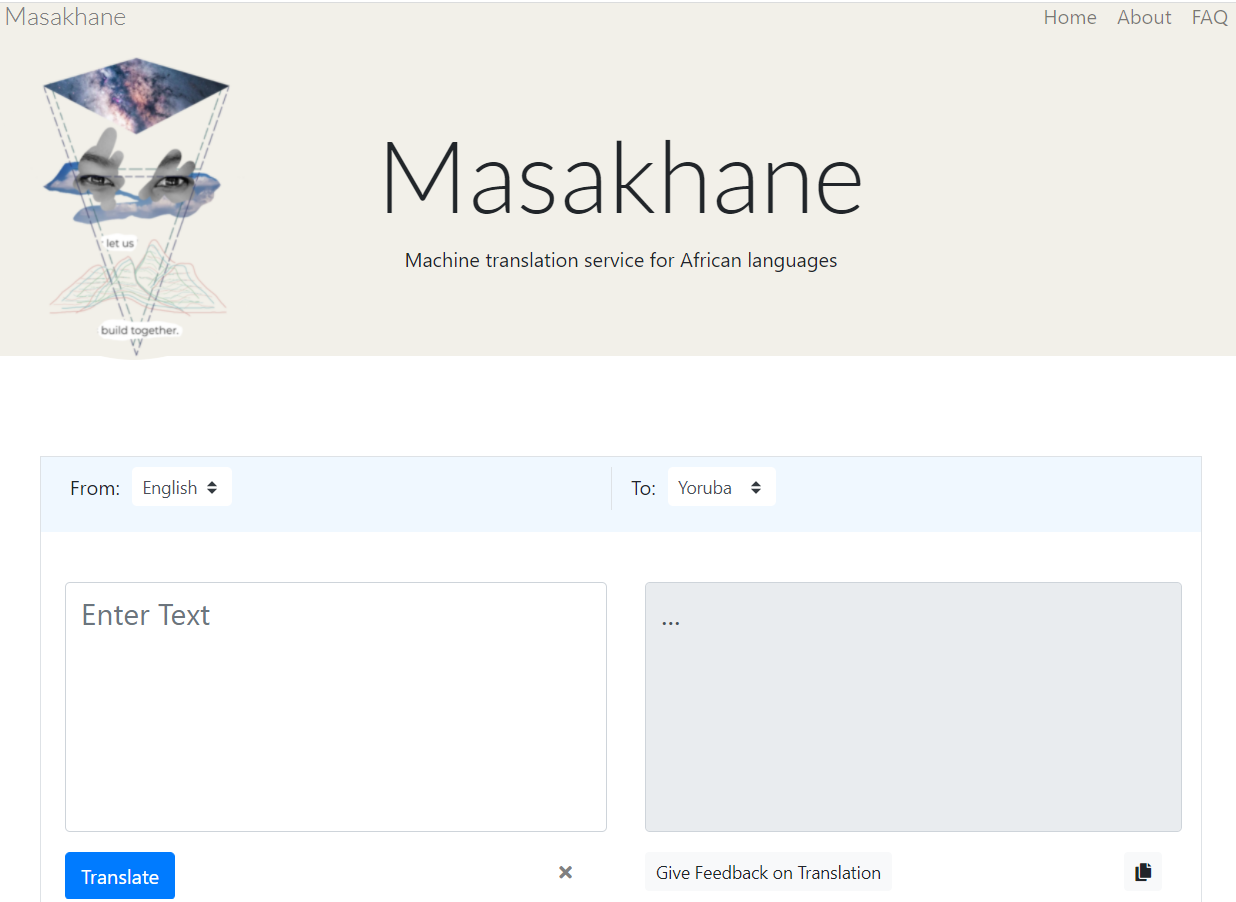 Masakhane
Home About FAQ
let us
build together.
Masakhane
Machine translation service for African languages
From: English
To: Yoruba
Enter Text
...
Translate
Give Feedback on Translation